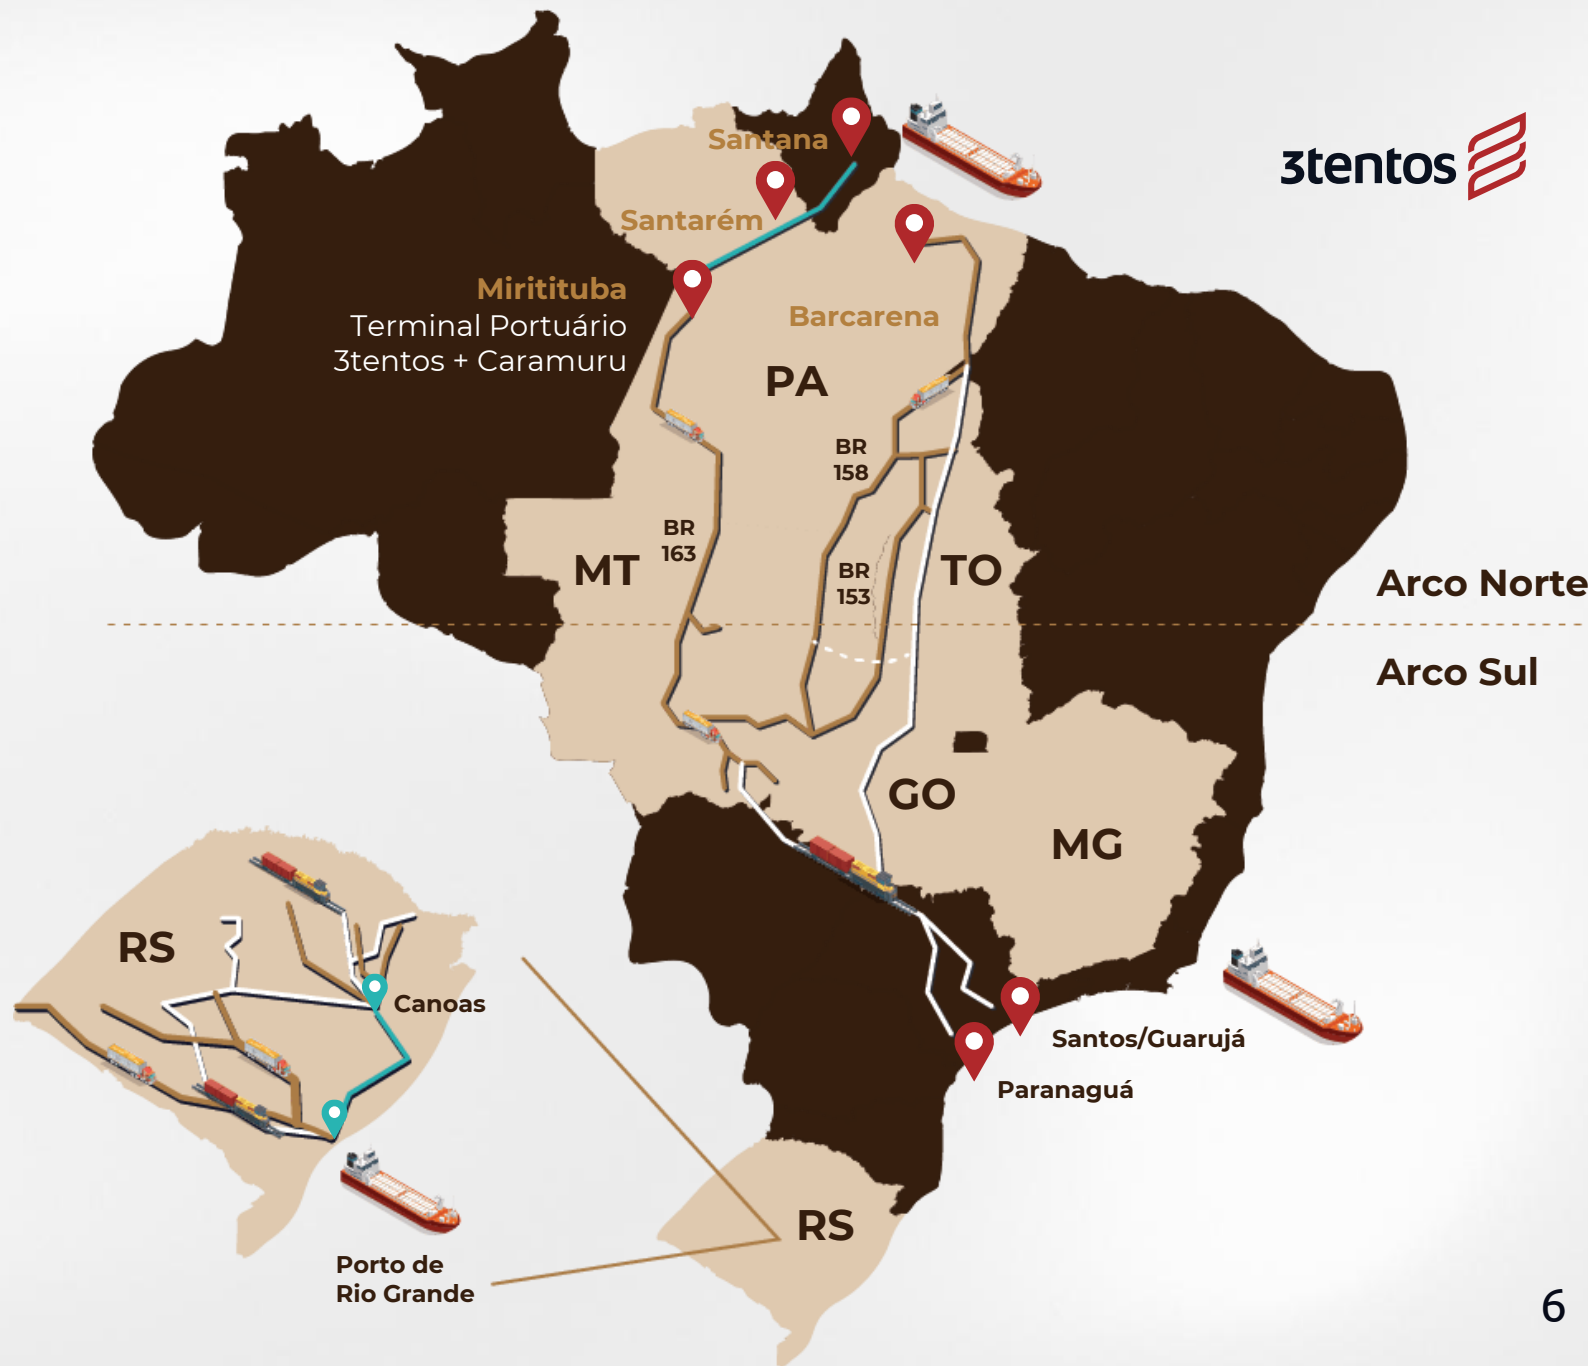 Santana
3tentos
Santarém
Miritituba
Terminal Portuário
3tentos + Caramuru
Barcarena
PA
BR
158
BR
163
MT
BR
153
TO
Arco Norte
Arco Sul
GO
MG
RS
Canoas
Santos/Guarujá
Paranaguá
RS
Porto de
Rio Grande
6